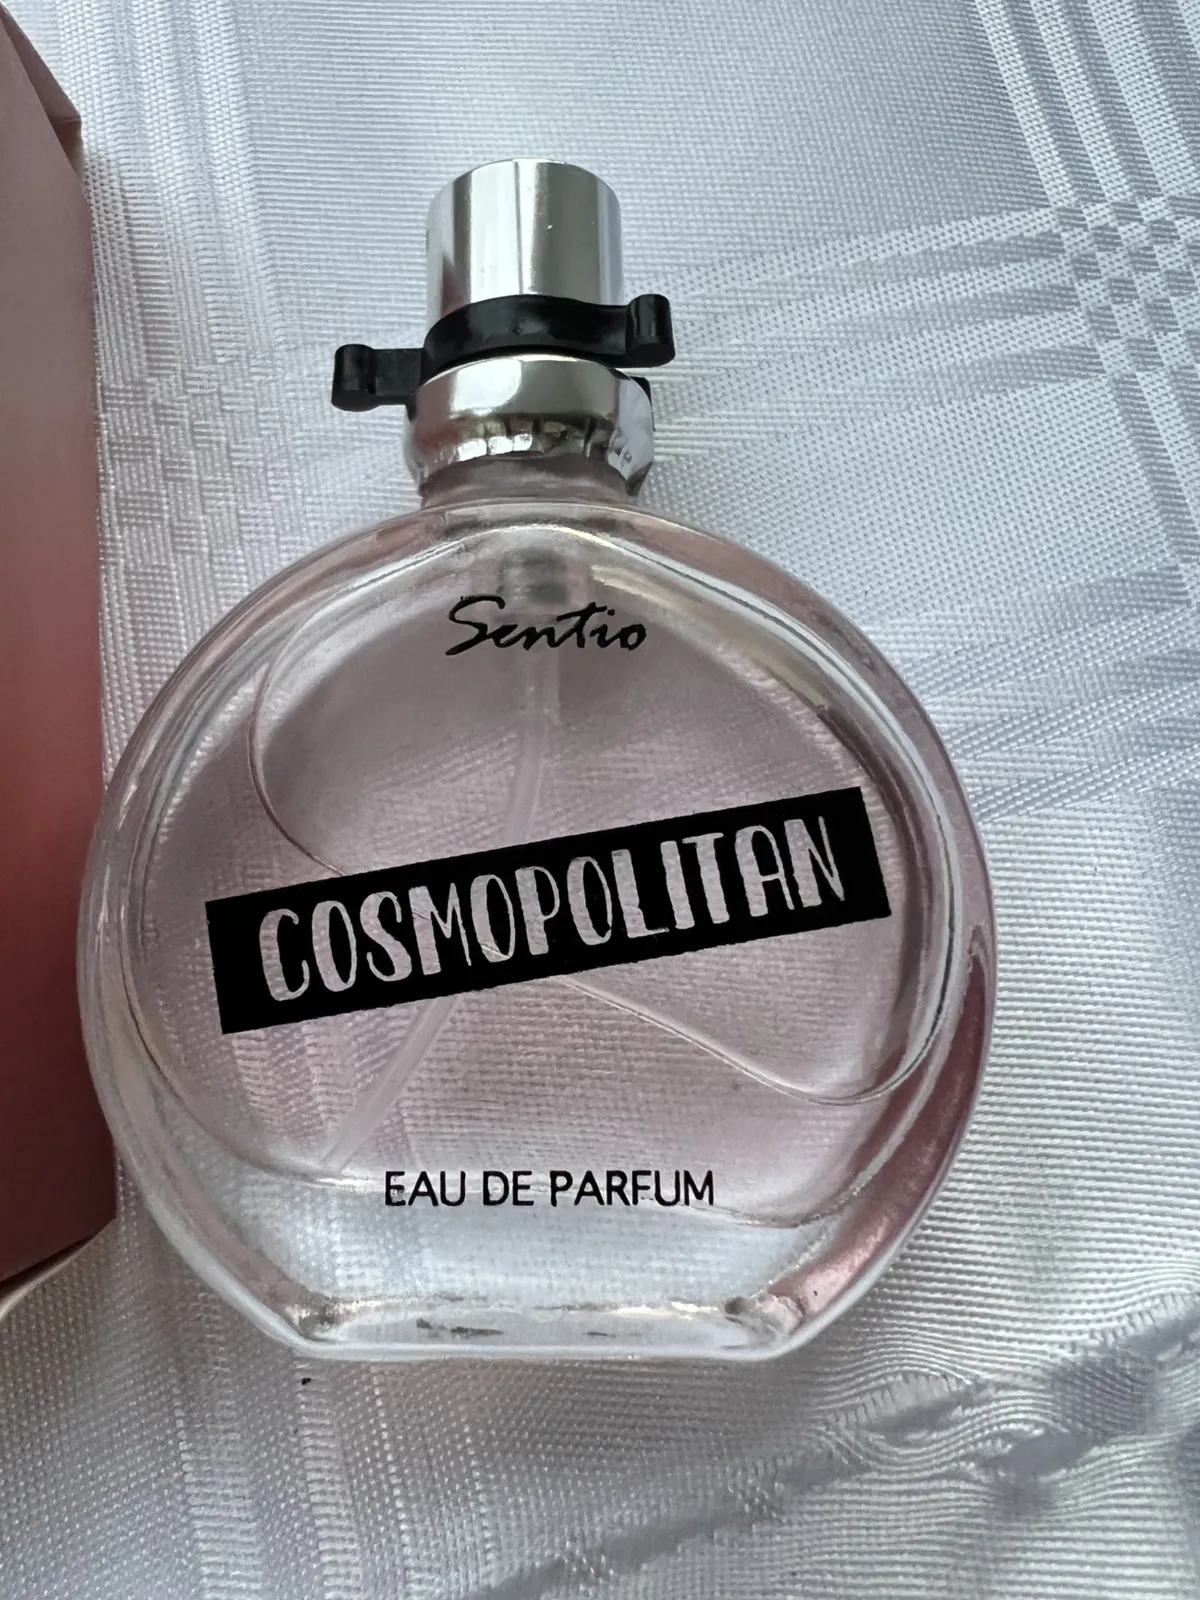 Sentio
COSMOPOLITAN
EAU DE PARFUM